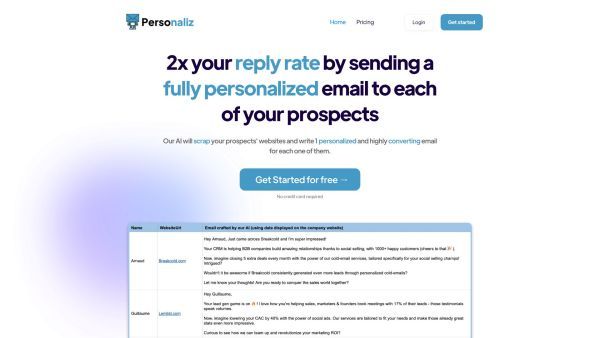 Personaliz
Home
Pricing
Login
Get started
2x your reply rate by sending a
fully personalized email to each
of your prospects
Our AI will scrap your prospects' websites and write 1 personalized and highly converting email
for each one of them.
Get Started for free →
No credit card required
Name WebsiteUrl Email crafted by our AI (using data displayed on the company website)
Hey Arnaud, Just came across Breakcold and I'm super impressed!
Your CRM is helping B2B companies build amazing relationships thanks to social selling, with 1000+ happy customers (cheers to that 🎉 ).
Now, imagine closing 5 extra deals every month with the power of our cold-email services, tailored specifically for your social selling champs!
Intrigued?
Arnaud Breakcold.com
Wouldn't it be awesome if Breakcold consistently generated even more leads through personalized cold-emails?
Let me know your thoughts! Are you ready to conquer the sales world together?
Hey Guillaume,
Your lead gen game is on 🔥! I love how you're helping sales, marketers & founders book meetings with 17% of their leads - those testimonials
speak volumes.
Guillaume Lemlist.com
Now, imagine lowering your CAC by 40% with the power of social ads. Our services are tailored to fit your needs and make those already great
stats even more impressive.
Curious to see how we can team up and revolutionize your marketing ROI?